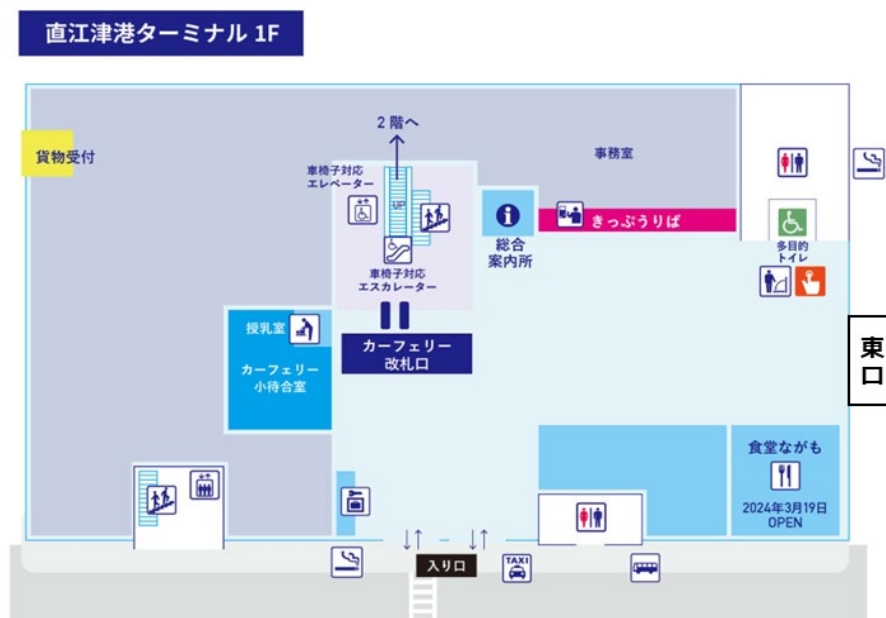 直江津港ターミナル 1F
2 階へ
貨物受付
車椅子対応
エレベーター
UP
事務室
きっぷうりば
総合
案内所
多目的
トイレ
車椅子対応
エスカレーター
授乳室
カーフェリー
改札口
カーフェリー
小待合室
東
口
食堂ながも
2024年3月19日
OPEN
入り口
TAXI